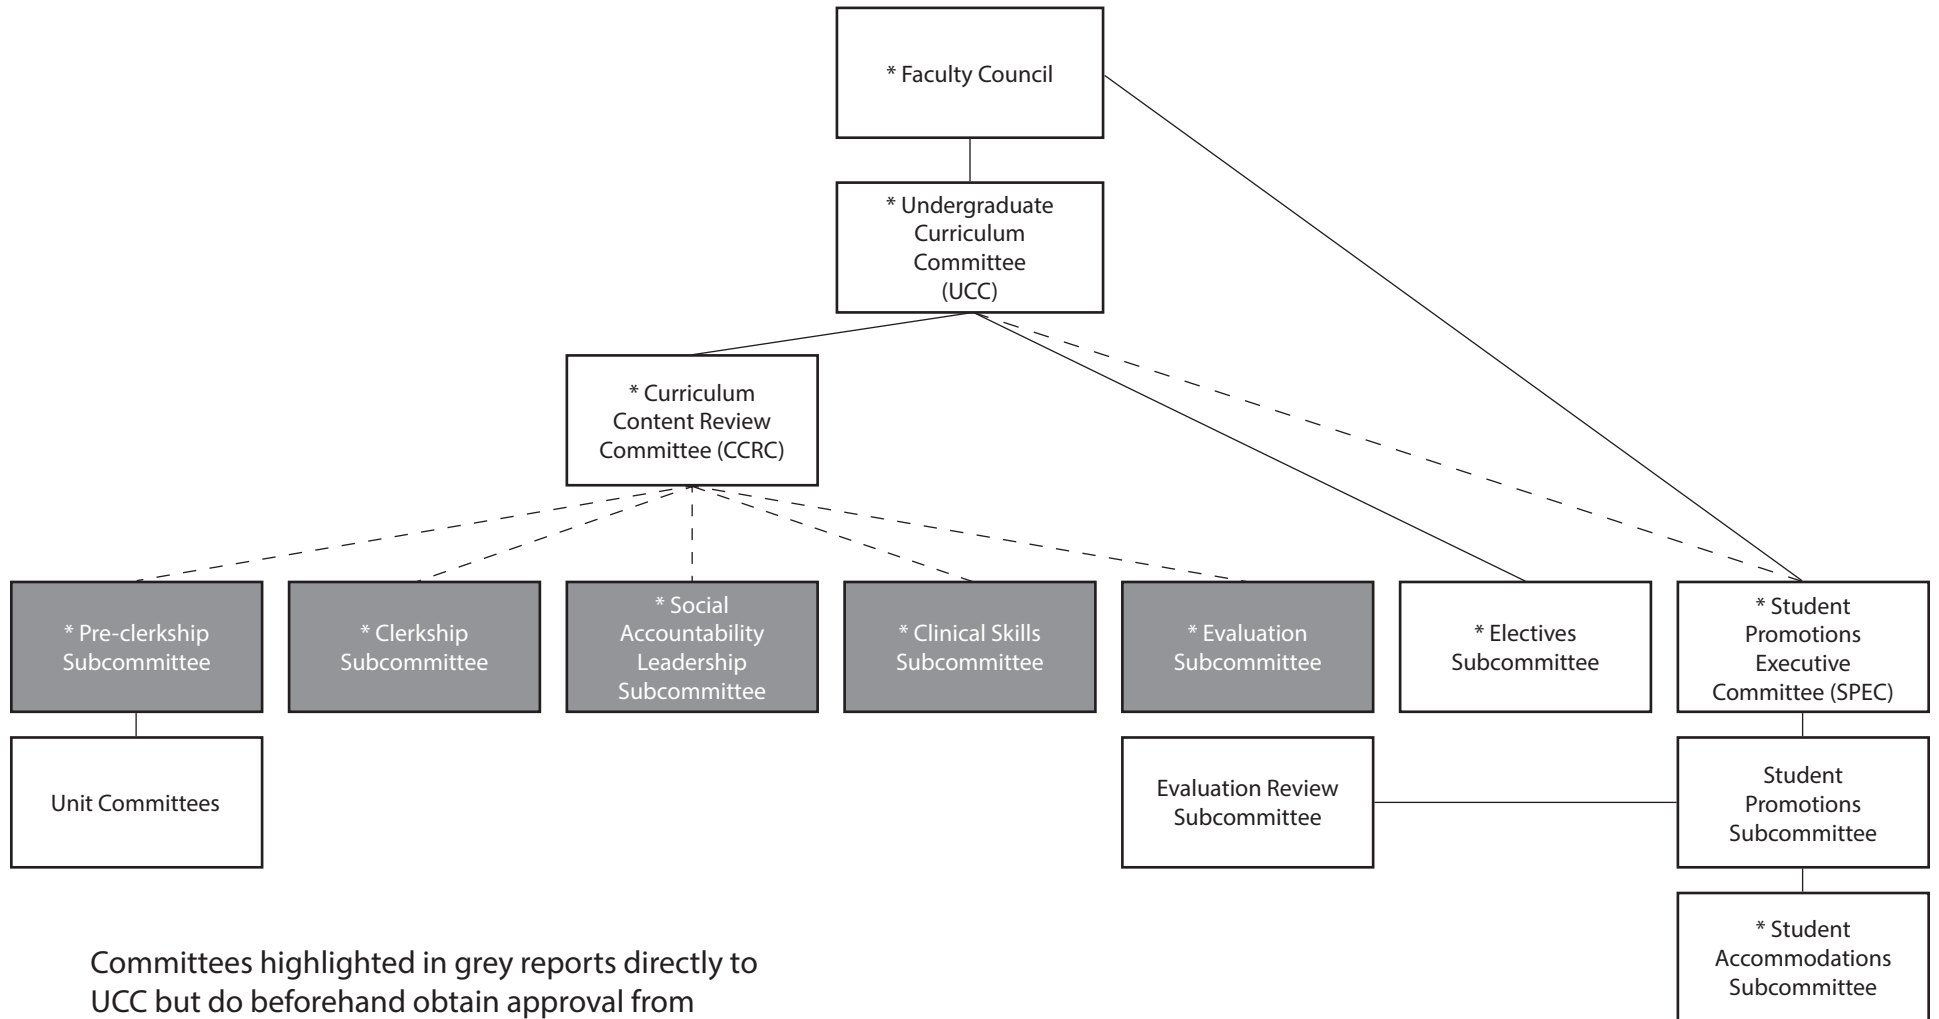 * Faculty Council
* Undergraduate
Curriculum
Committee
(UCC)
* Curriculum
Content Review
Committee (CCRC)
* Pre-clerkship
Subcommittee
* Clerkship
Subcommittee
* Social
Accountability
Leadership
Subcommittee
* Clinical Skills
Subcommittee
* Evaluation
Subcommittee
* Electives
Subcommittee
* Student
Promotions
Executive
Committee (SPEC)
Unit Committees
Evaluation Review
Subcommittee
Student
Promotions
Subcommittee
* Student
Accommodations
Subcommittee
Committees highlighted in grey reports directly to
UCC but do beforehand obtain approval from